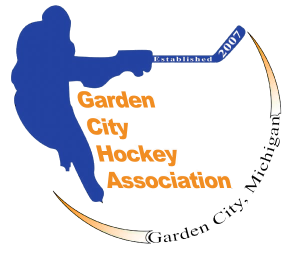 Established 2007
Garden
City
Hockey
Association
Garden City, Michigan